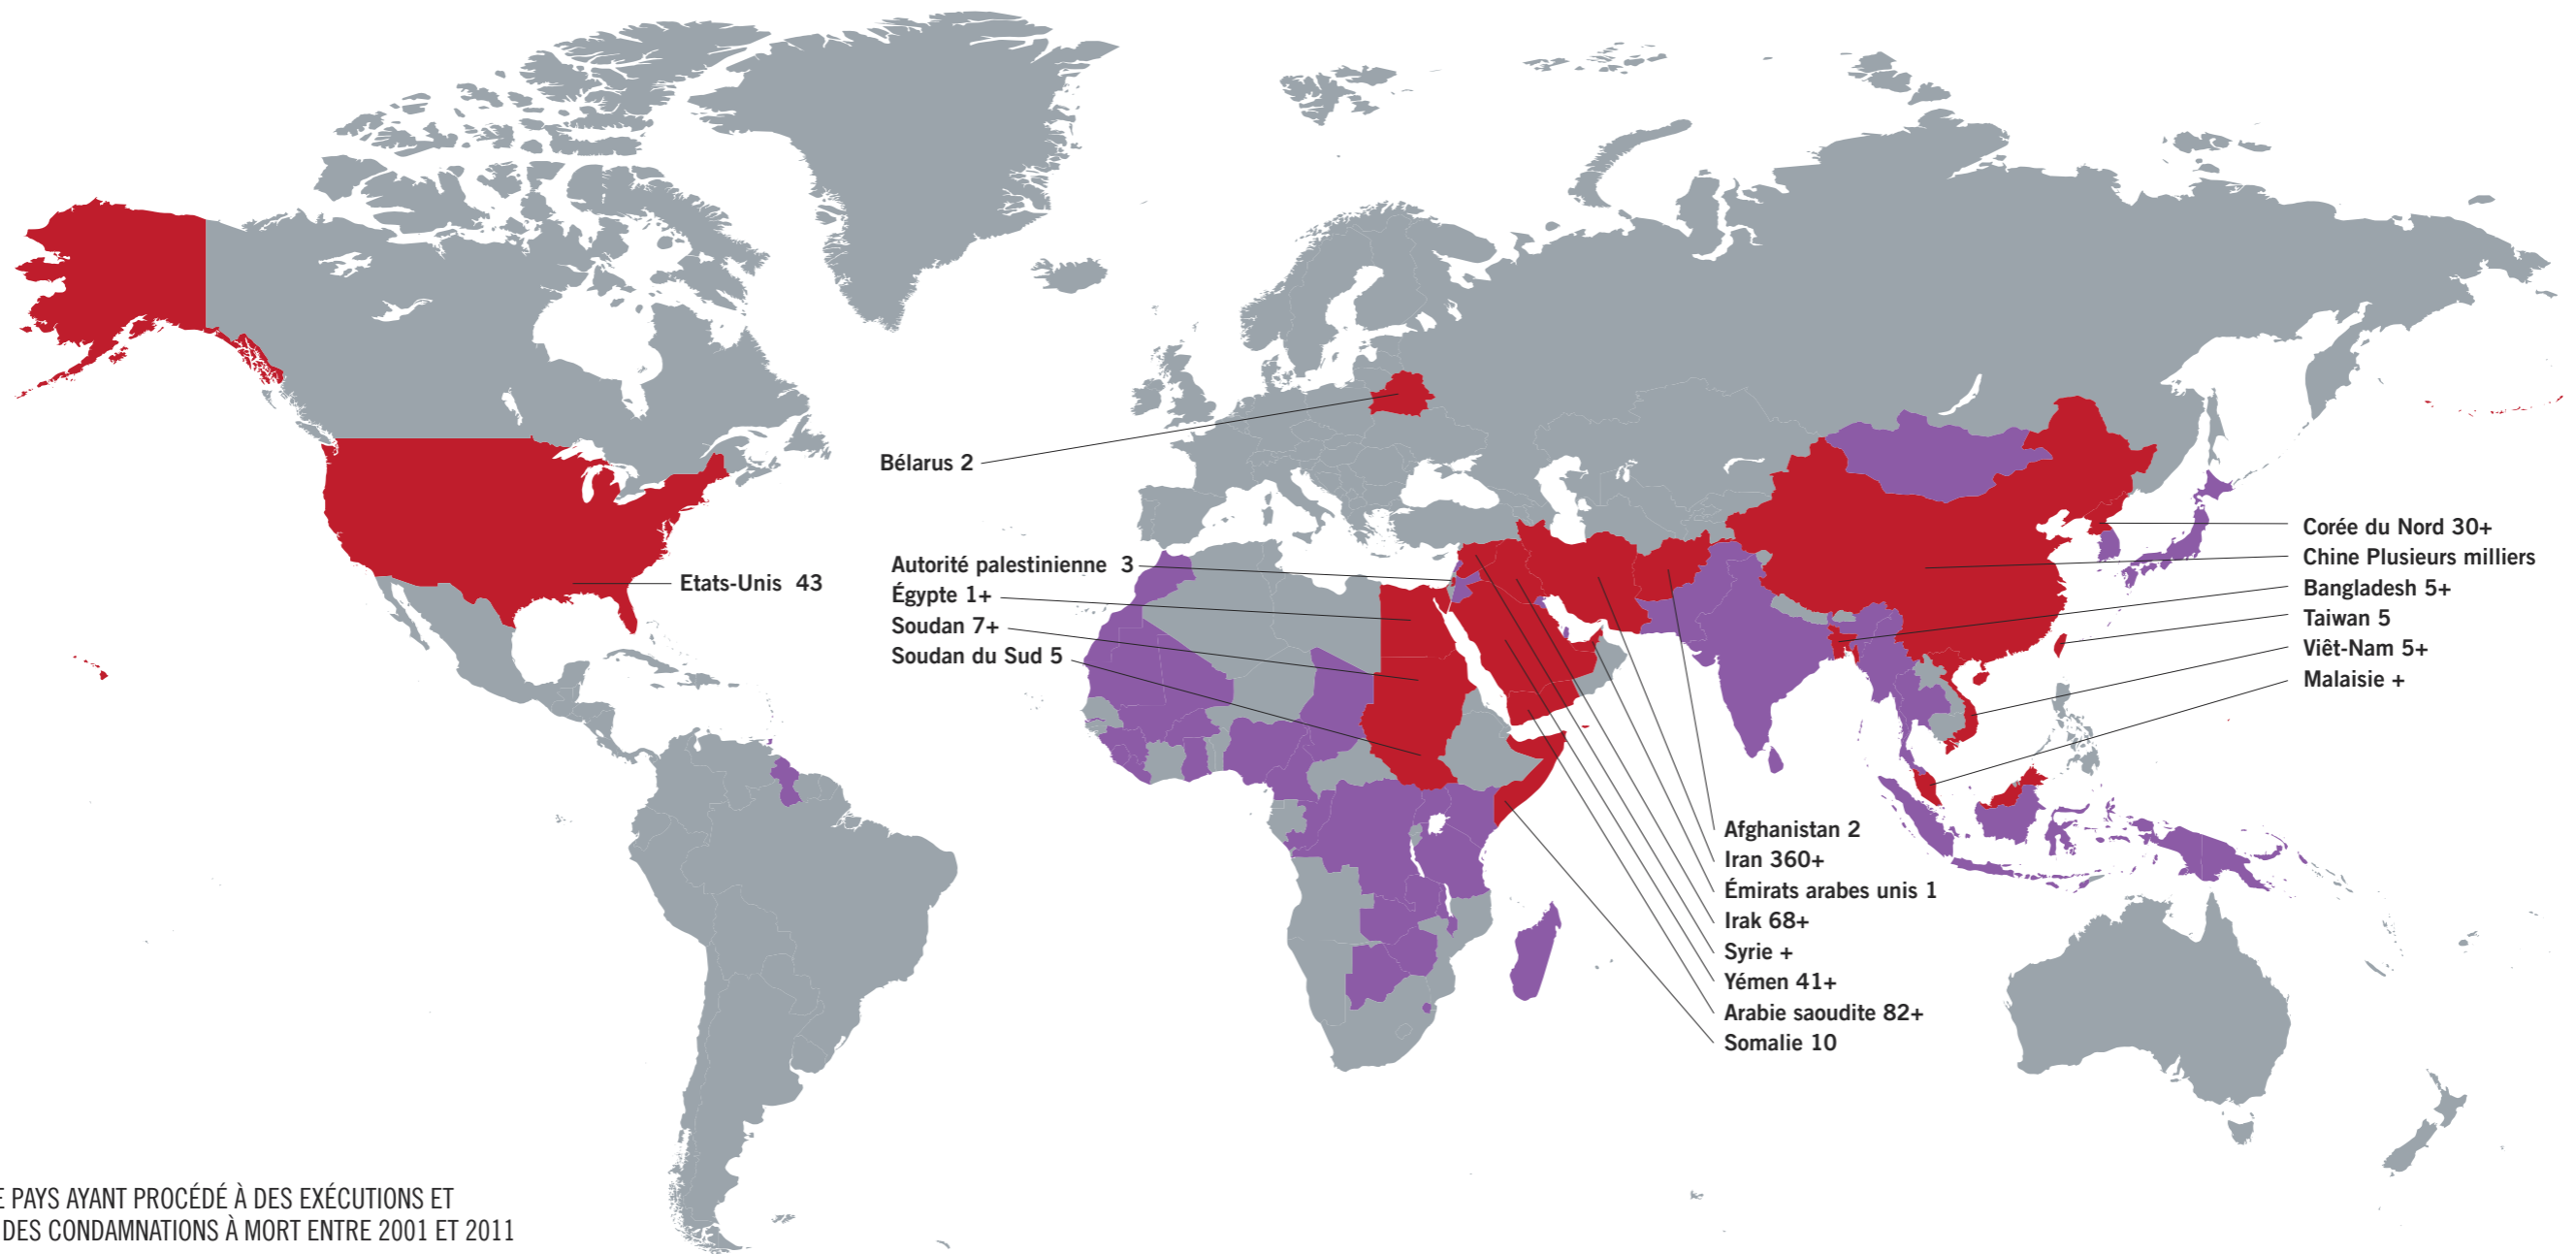 Bélarus 2
Etats-Unis 43
Autorité palestinienne 3
Égypte 1+
Soudan 7+
Soudan du Sud 5
Corée du Nord 30+
Chine Plusieurs milliers
Bangladesh 5+
Taiwan 5
Viêt-Nam 5+
Malaisie +
Afghanistan 2
Iran 360+
Émirats arabes unis 1
Irak 68+
Syrie +
Yémen 41+
Arabie saoudite 82+
Somalie 10
PAYS AYANT PROCÉDÉ À DES EXÉCUTIONS ET
DES CONDAMNATIONS À MORT ENTRE 2001 ET 2011